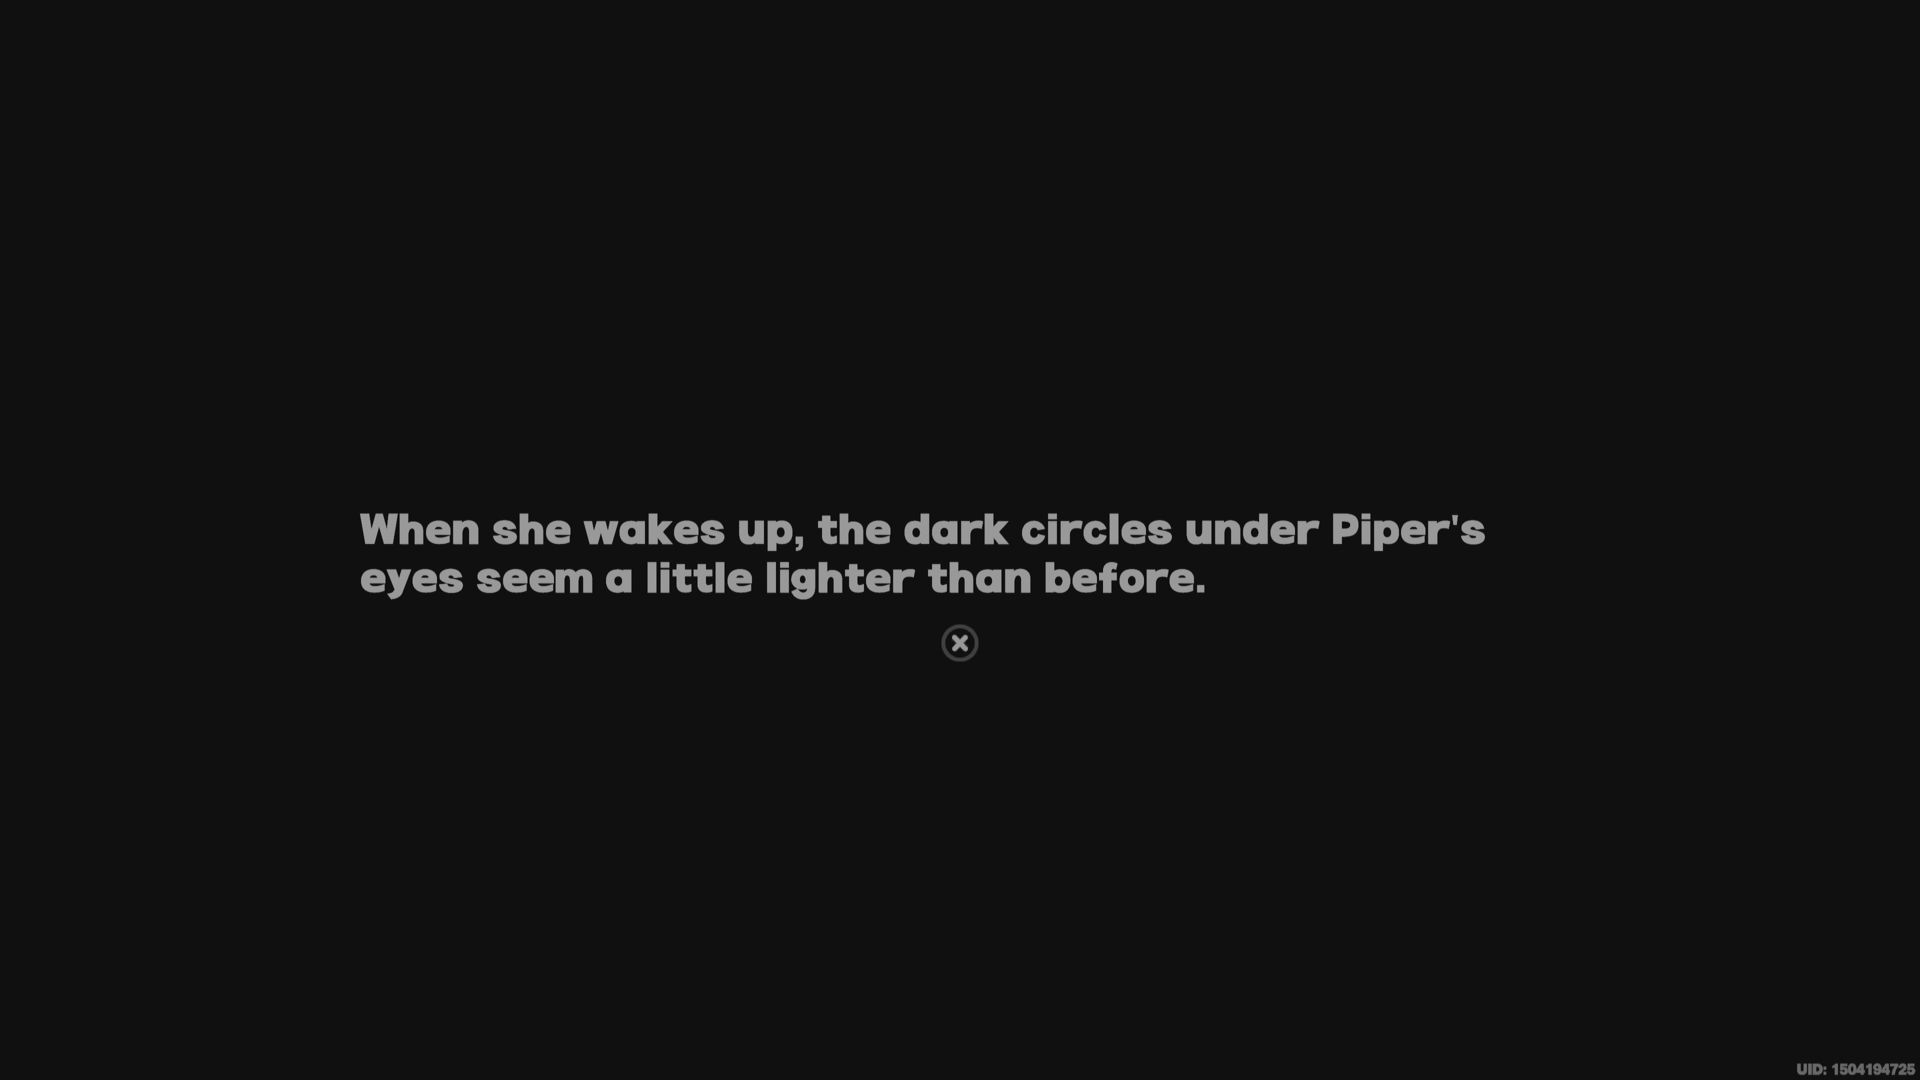 When she wakes up, the dark circles under Piper's
eyes seem a little lighter than before.
UID: 1504194725